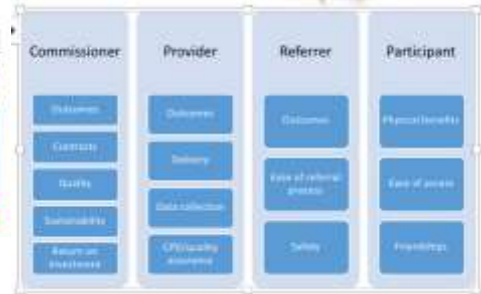 Commissioner
Outcomes
Contracts
Quality
Sustainability
Return on
investment
Provider
Outcomes
Delivery
Data collection
CPD/quality
assurance
Referrer
Outcomes
Ease of referral
process
Safety
Participant
Physical benefits
Ease of access
Friendships